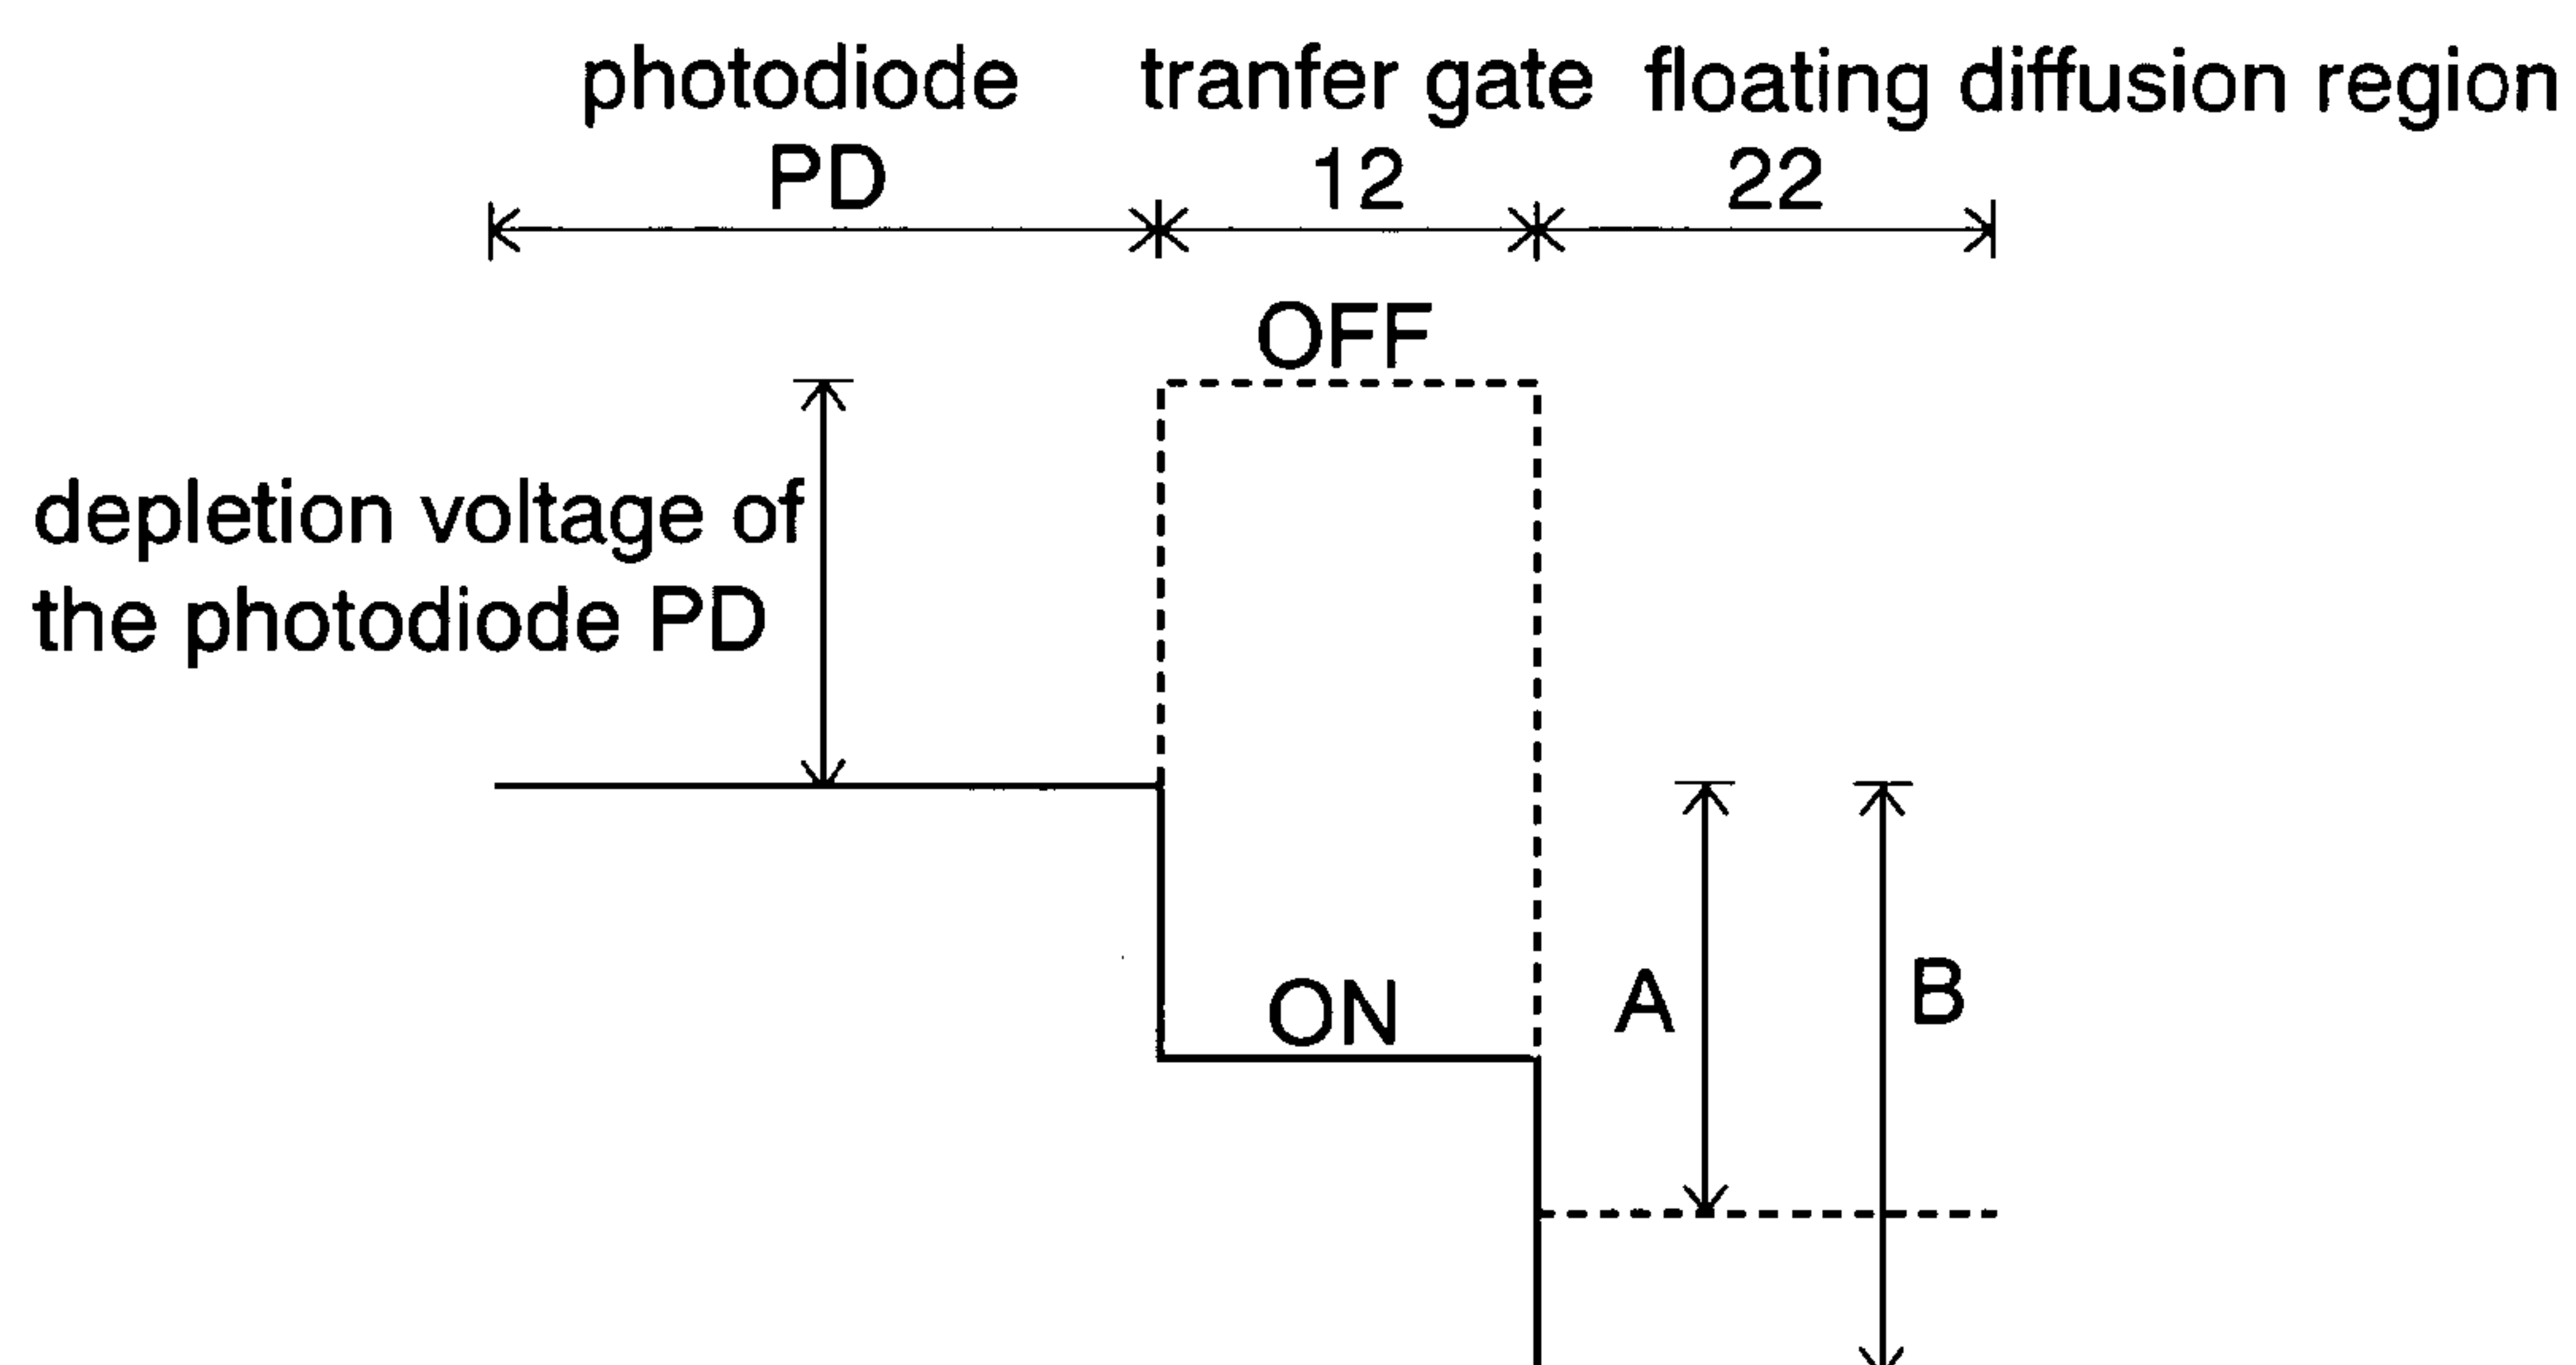 photodiode tranfer gate floating diffusion region
PD 12 22
OFF
depletion voltage of
the photodiode PD
ON
A
B